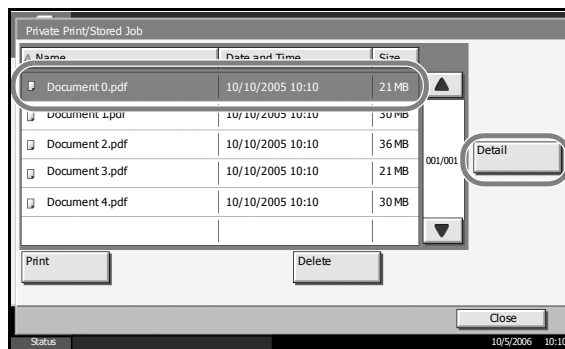 Private Print/Stored Job
Name Date and Time Size
Document 0.pdf 10/10/2005 10:10 21 MB
Document 1.pdf 10/10/2005 10:10 30 MB
Document 2.pdf 10/10/2005 10:10 36 MB
Document 3.pdf 10/10/2005 10:10 21 MB
Document 4.pdf 10/10/2005 10:10 30 MB
001/001
Detail
Print Delete
Close
Status 10/5/2006 10:10